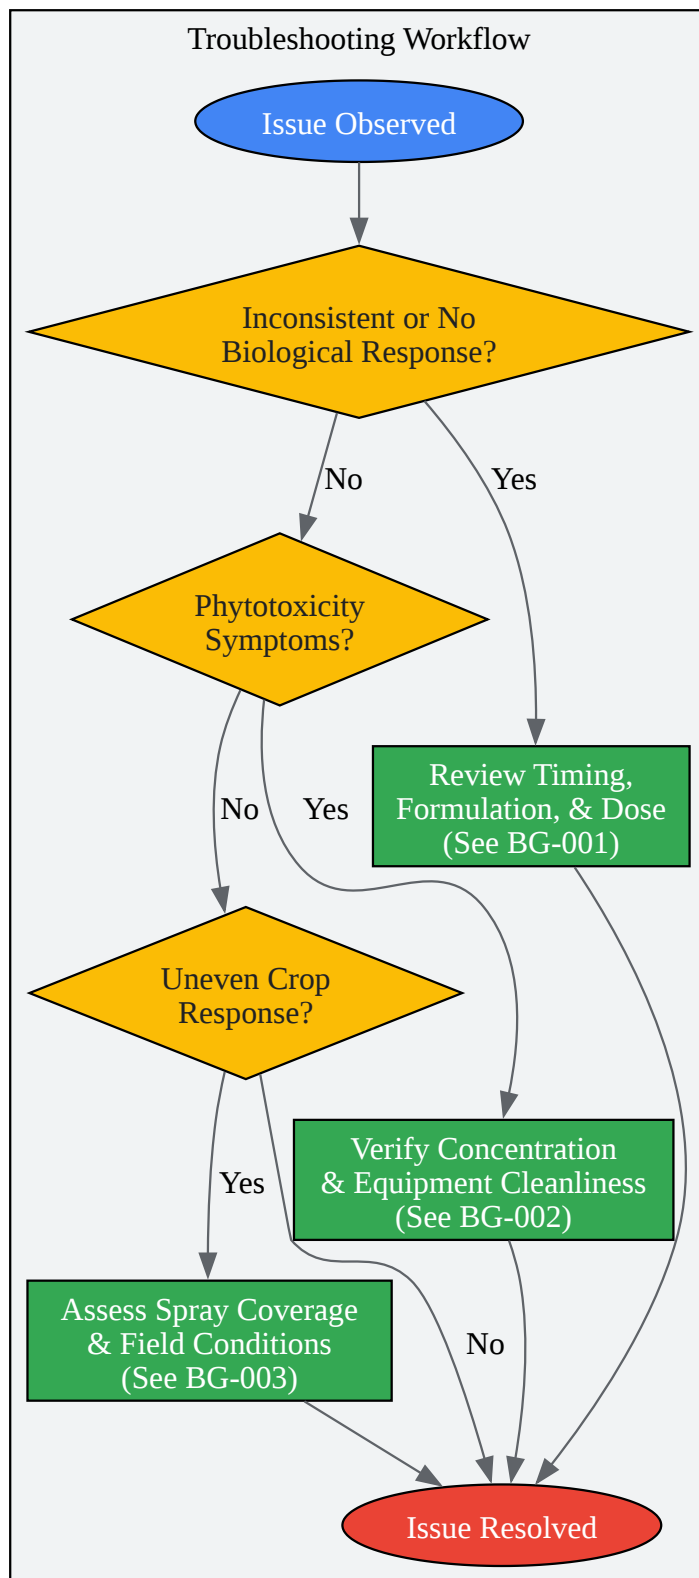 Troubleshooting Workflow
Issue Observed
Inconsistent or No
Biological Response?
No
Yes
Phytotoxicity
Symptoms?
Review Timing,
Formulation, & Dose
(See BG-001)
No
Yes
Uneven Crop
Response?
Verify Concentration
& Equipment Cleanliness
(See BG-002)
Yes
Assess Spray Coverage
& Field Conditions
(See BG-003)
No
Issue Resolved